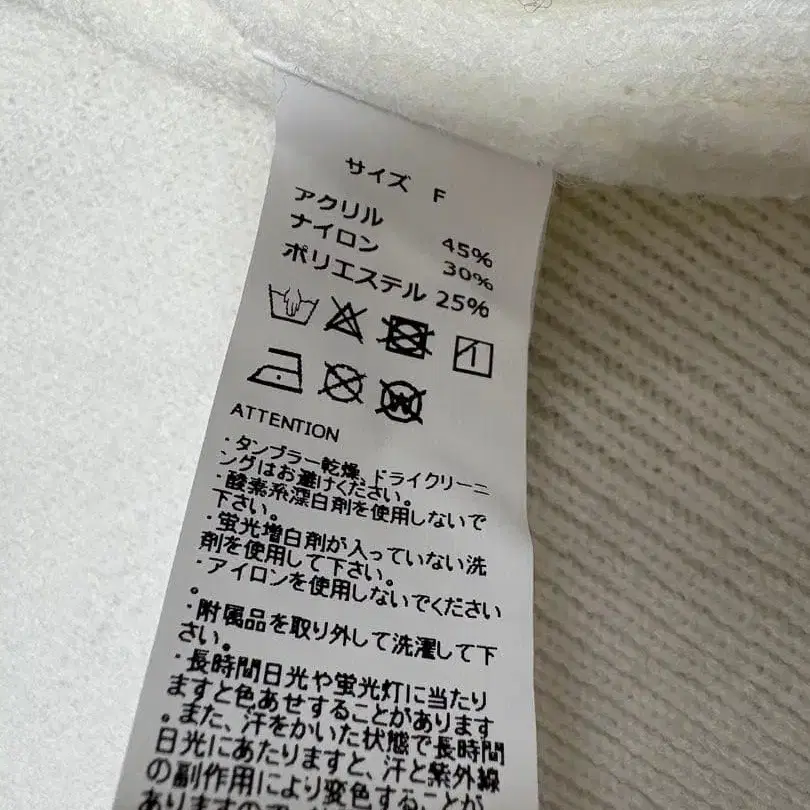 サイズ F
アクリル 45%
ナイロン 30%
ポリエステル 25%
W
ATTENTION
・タンブラー乾燥、ドライクリーニ
ングはお避けください。
・酸素系漂白剤を使用しないで
下さい。
・蛍光増白剤が入っていない洗
剤を使用して下さい。
・アイロンを使用しないでください
。
・附属品を取り外して洗濯して下
さい。
・長時間日光や蛍光灯に当たり
ますと色あせすることがあります
。また、汗をかいた状態で長時間
日光にあたりますと、汗と紫外線
の副作用により変色することが
ありますので、